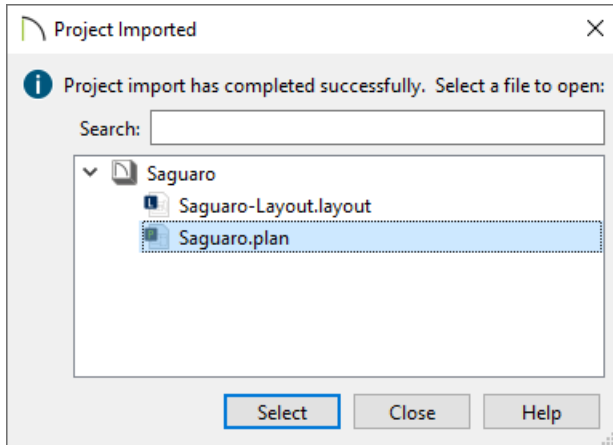 Project Imported
Project import has completed successfully. Select a file to open:
Search:
Saguaro
Saguaro-Layout.layout
Saguaro.plan
Select Close Help